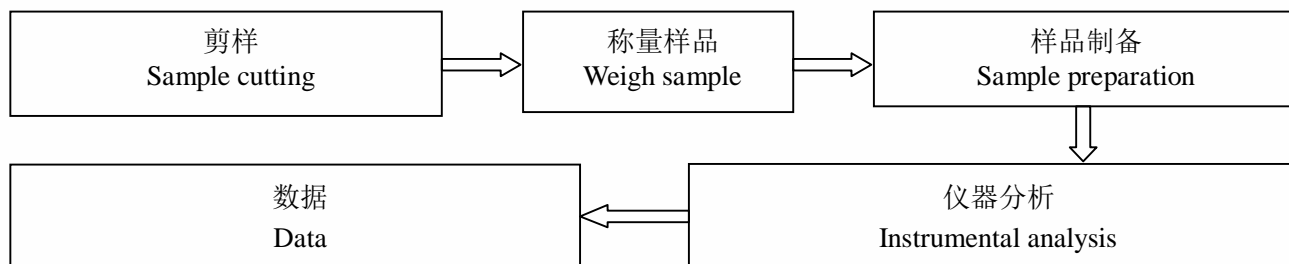 剪样
Sample cutting
称量样品
Weigh sample
样品制备
Sample preparation
仪器分析
Instrumental analysis
数据
Data